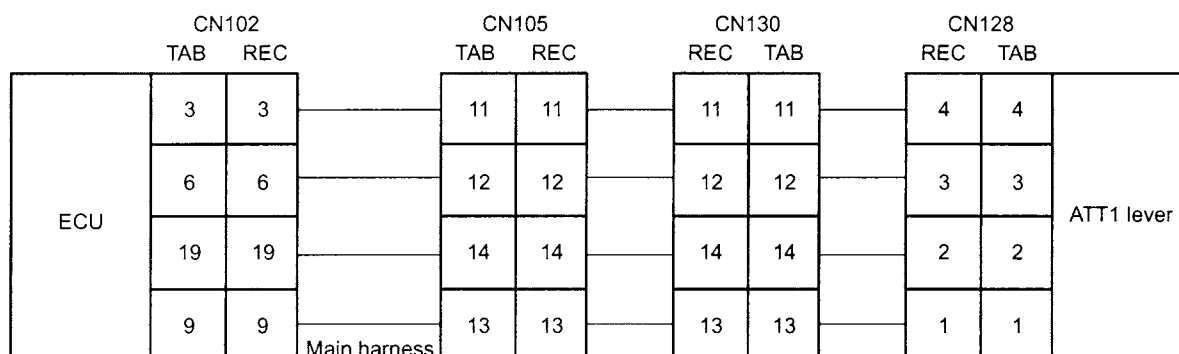 CN102 CN105 CN130 CN128
TAB REC TAB REC REC TAB REC TAB
3 3 11 11 11 11 4 4
6 6 12 12 12 12 3 3
ECU ATT1 lever
19 19 14 14 14 14 2 2
9 9 13 13 13 13 1 1
Main harness